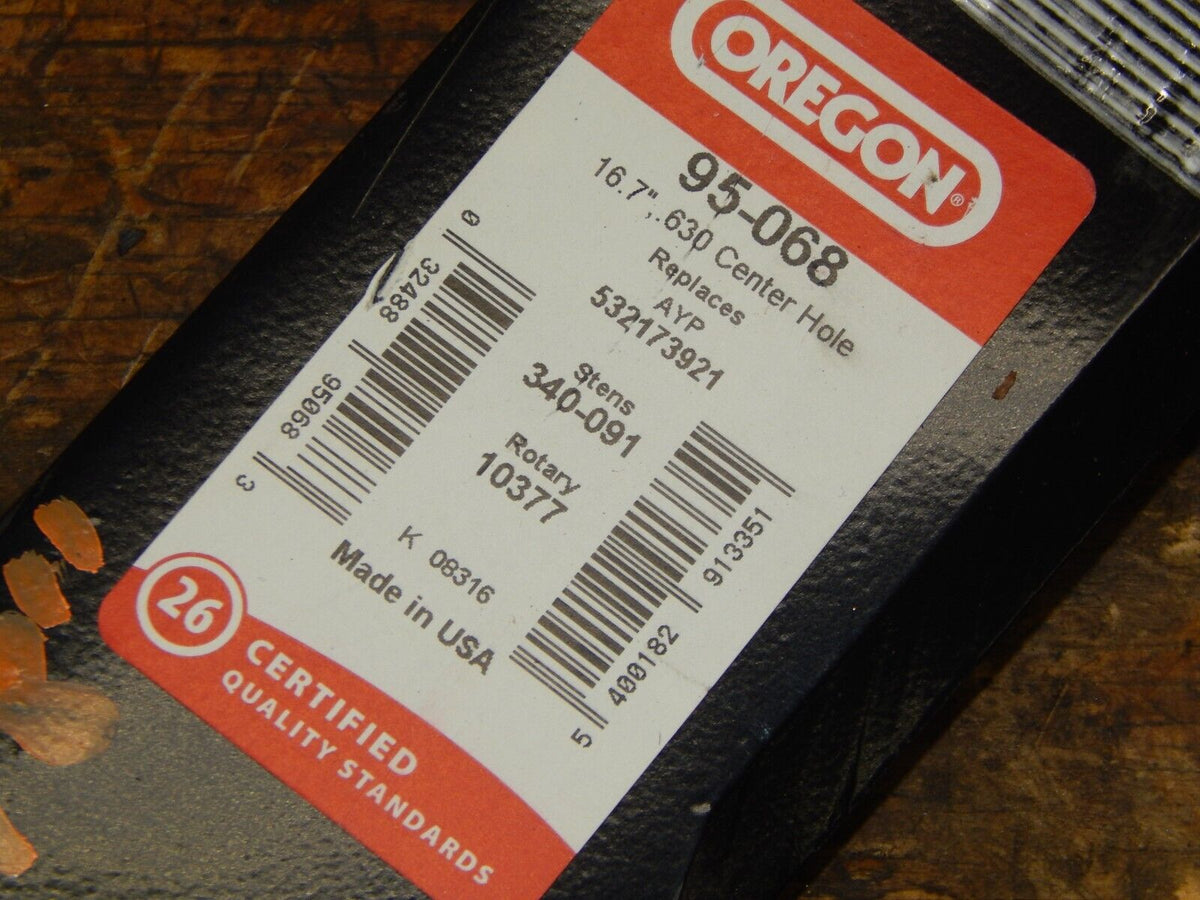 OREGON®
95-068
16.7", .630 Center Hole
Replaces
AYP
532173921
Stens
340-091
Rotary
10377
K 08316
Made in USA
0 32488 95068 3
5 400182 913351
26 CERTIFIED
QUALITY STANDARDS